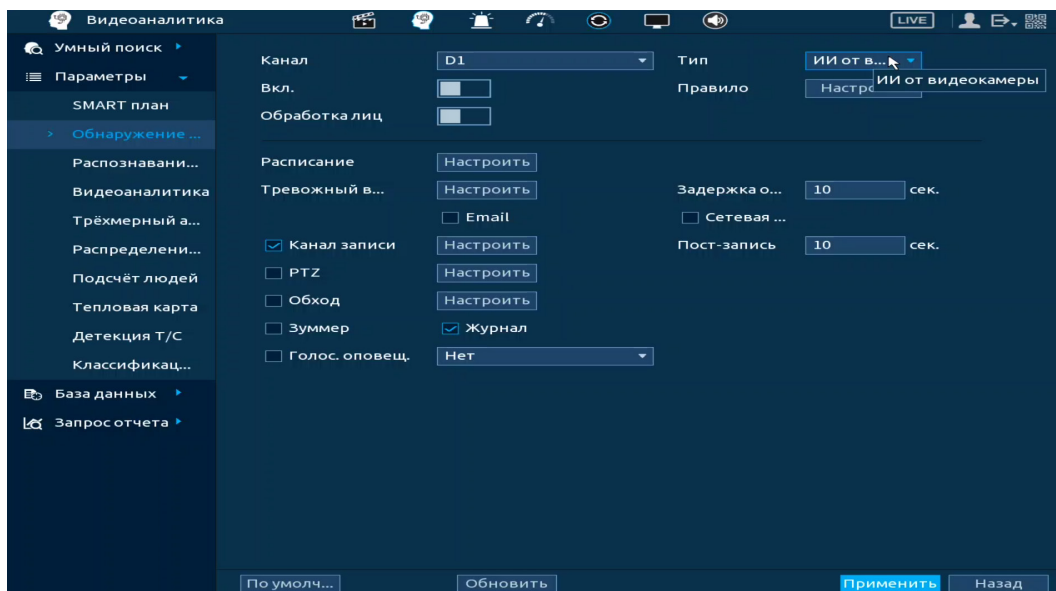 Видеоаналитика
LIVE
Умный поиск
Параметры
SMART план
Обнаружение ...
Распознавани...
Видеоаналитика
Трёхмерный а...
Распределени...
Подсчёт людей
Тепловая карта
Детекция Т/С
Классификац...
База данных
Запрос отчета
Канал D1 Тип ИИ от в...
ИИ от видеокамеры
Вкл. Правило Настро
Обработка лиц
Расписание Настроить
Тревожный в... Настроить Задержка о... 10 сек.
Email Сетевая ...
Канал записи Настроить Пост-запись 10 сек.
PTZ Настроить
Обход Настроить
Зуммер Журнал
Голос. оповещ. Нет
По умолч... Обновить Применить Назад